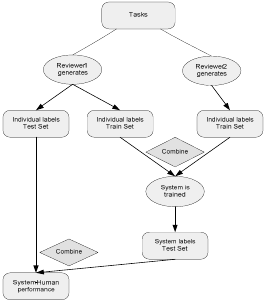 Tasks
Reviewer1
generates
Reviewer2
generates
Individual labels
Test Set
Individual labels
Train Set
Individual labels
Train Set
Combine
System is
trained
System labels
Test Set
Combine
System+Human
performance